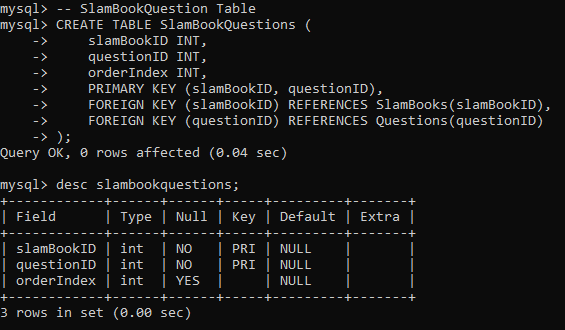 mysql> -- SlamBookQuestion Table
mysql> CREATE TABLE SlamBookQuestions (
    ->     slamBookID INT,
    ->     questionID INT,
    ->     orderIndex INT,
    ->     PRIMARY KEY (slamBookID, questionID),
    ->     FOREIGN KEY (slamBookID) REFERENCES SlamBooks(slamBookID),
    ->     FOREIGN KEY (questionID) REFERENCES Questions(questionID)
    -> );
Query OK, 0 rows affected (0.04 sec)

mysql> desc slambookquestions;
+------------+------+------+-----+---------+-------+
| Field      | Type | Null | Key | Default | Extra |
+------------+------+------+-----+---------+-------+
| slamBookID | int  | NO   | PRI | NULL    |       |
| questionID | int  | NO   | PRI | NULL    |       |
| orderIndex | int  | YES  |     | NULL    |       |
+------------+------+------+-----+---------+-------+
3 rows in set (0.00 sec)